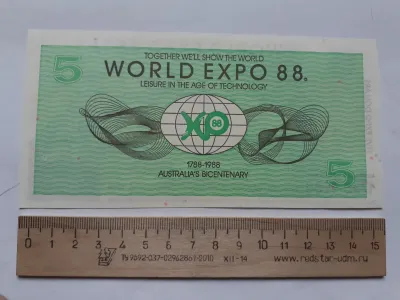 TOGETHER WE'LL SHOW THE WORLD
WORLD EXPO 88®
LEISURE IN THE AGE OF TECHNOLOGY
5
XPO 88
1788-1988
AUSTRALIA'S BICENTENARY
5
0 1 2 3 4 5 6 7 8 9 10 11 12 13 14 15
www.rudstar-udm.ru